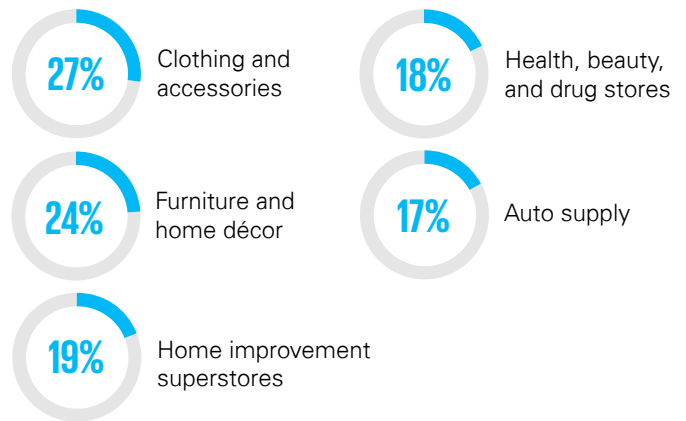 27%
Clothing and
accessories
24%
Furniture and
home décor
19%
Home improvement
superstores
18%
Health, beauty,
and drug stores
17%
Auto supply